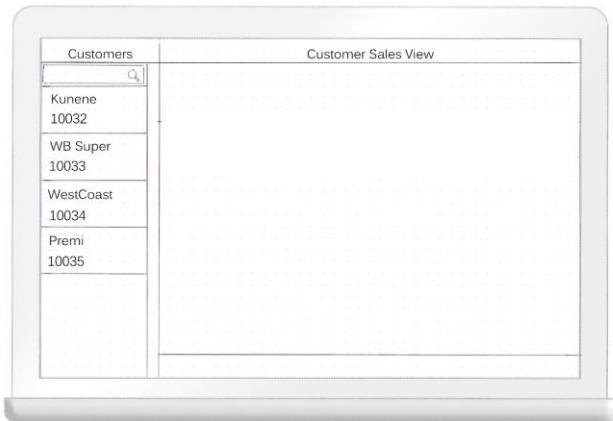 Customers
Customer Sales View
Kunene
10032
WB Super
10033
WestCoast
10034
Premi
10035